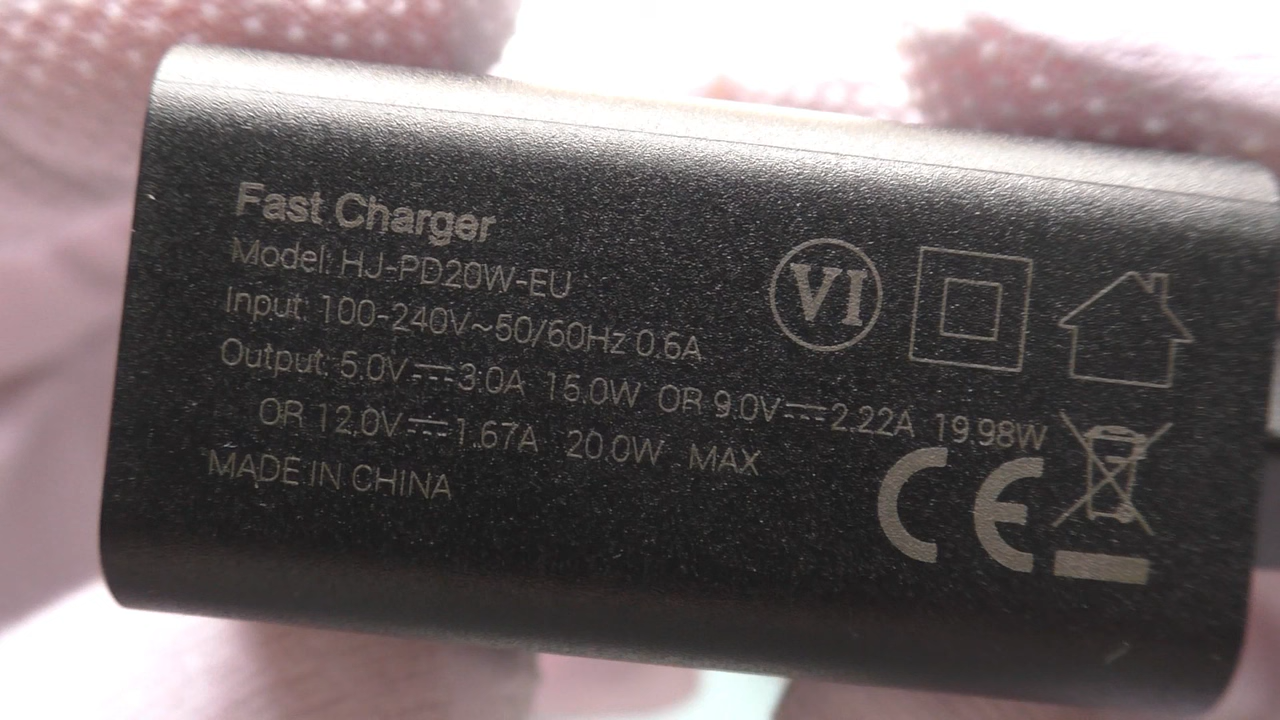 Fast Charger
Model: HJ-PD20W-EU
Input: 100-240V~50/60Hz 0.6A
Output: 5.0V⎓3.0A 15.0W OR 9.0V⎓2.22A 19.98W
OR 12.0V⎓1.67A 20.0W MAX
MADE IN CHINA
VI
CE